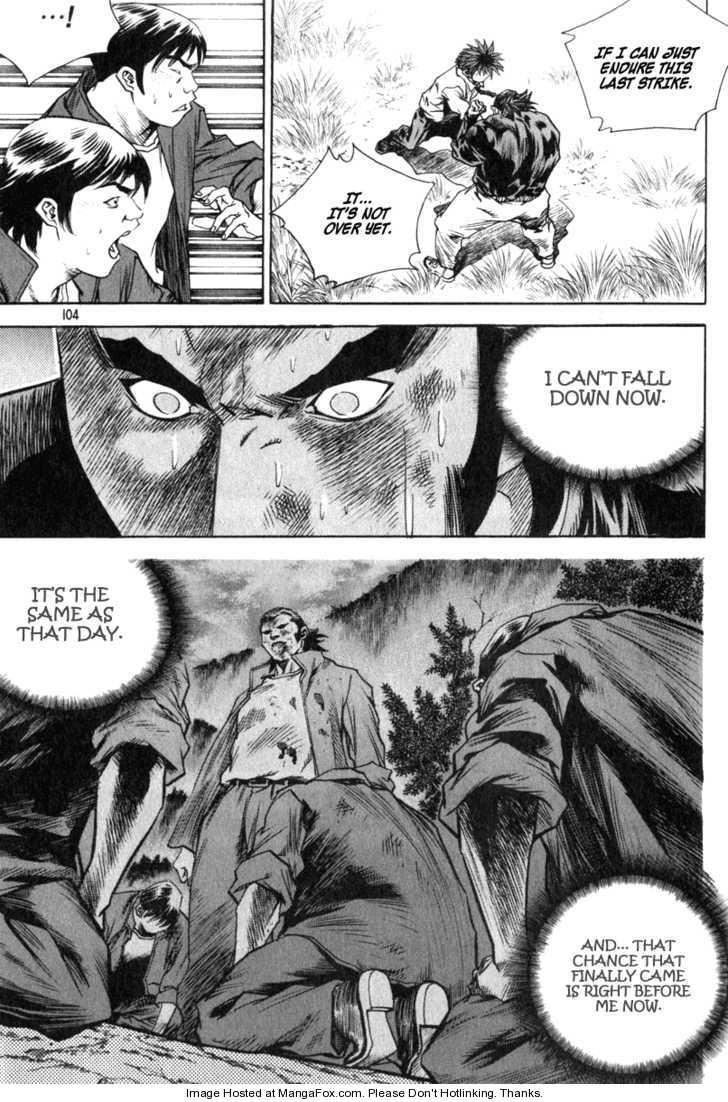 IF I CAN JUST
ENDURE THIS
LAST STRIKE.
IT...
IT'S NOT
OVER YET.
...!
104
I CAN'T FALL
DOWN NOW.
IT'S THE
SAME AS
THAT DAY.
AND... THAT
CHANCE THAT
FINALLY CAME
IS RIGHT BEFORE
ME NOW.
Image Hosted at MangaFox.com. Please Don't Hotlinking. Thanks.